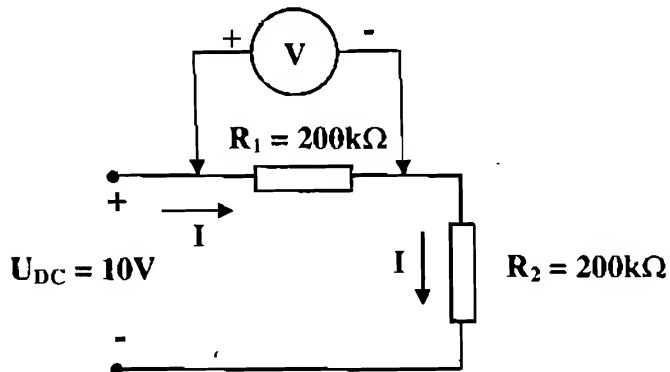 + V -
R₁ = 200kΩ
+
I
I
U_DC = 10V
R₂ = 200kΩ
-